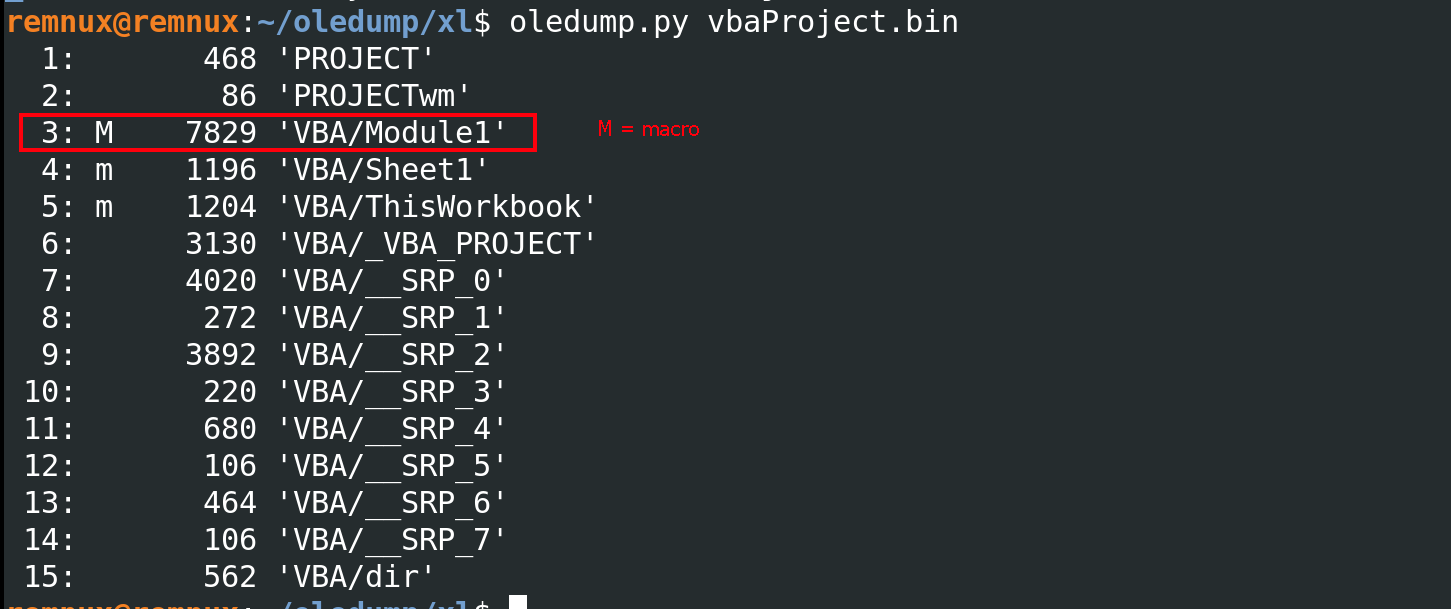 remnux@remnux:~/oledump/xl$ oledump.py vbaProject.bin
1: 468 'PROJECT'
2: 86 'PROJECTwm'
3: M 7829 'VBA/Module1' M = macro
4: m 1196 'VBA/Sheet1'
5: m 1204 'VBA/ThisWorkbook'
6: 3130 'VBA/_VBA_PROJECT'
7: 4020 'VBA/__SRP_0'
8: 272 'VBA/__SRP_1'
9: 3892 'VBA/__SRP_2'
10: 220 'VBA/__SRP_3'
11: 680 'VBA/__SRP_4'
12: 106 'VBA/__SRP_5'
13: 464 'VBA/__SRP_6'
14: 106 'VBA/__SRP_7'
15: 562 'VBA/dir'
remnux@remnux:~/oledump/xl$